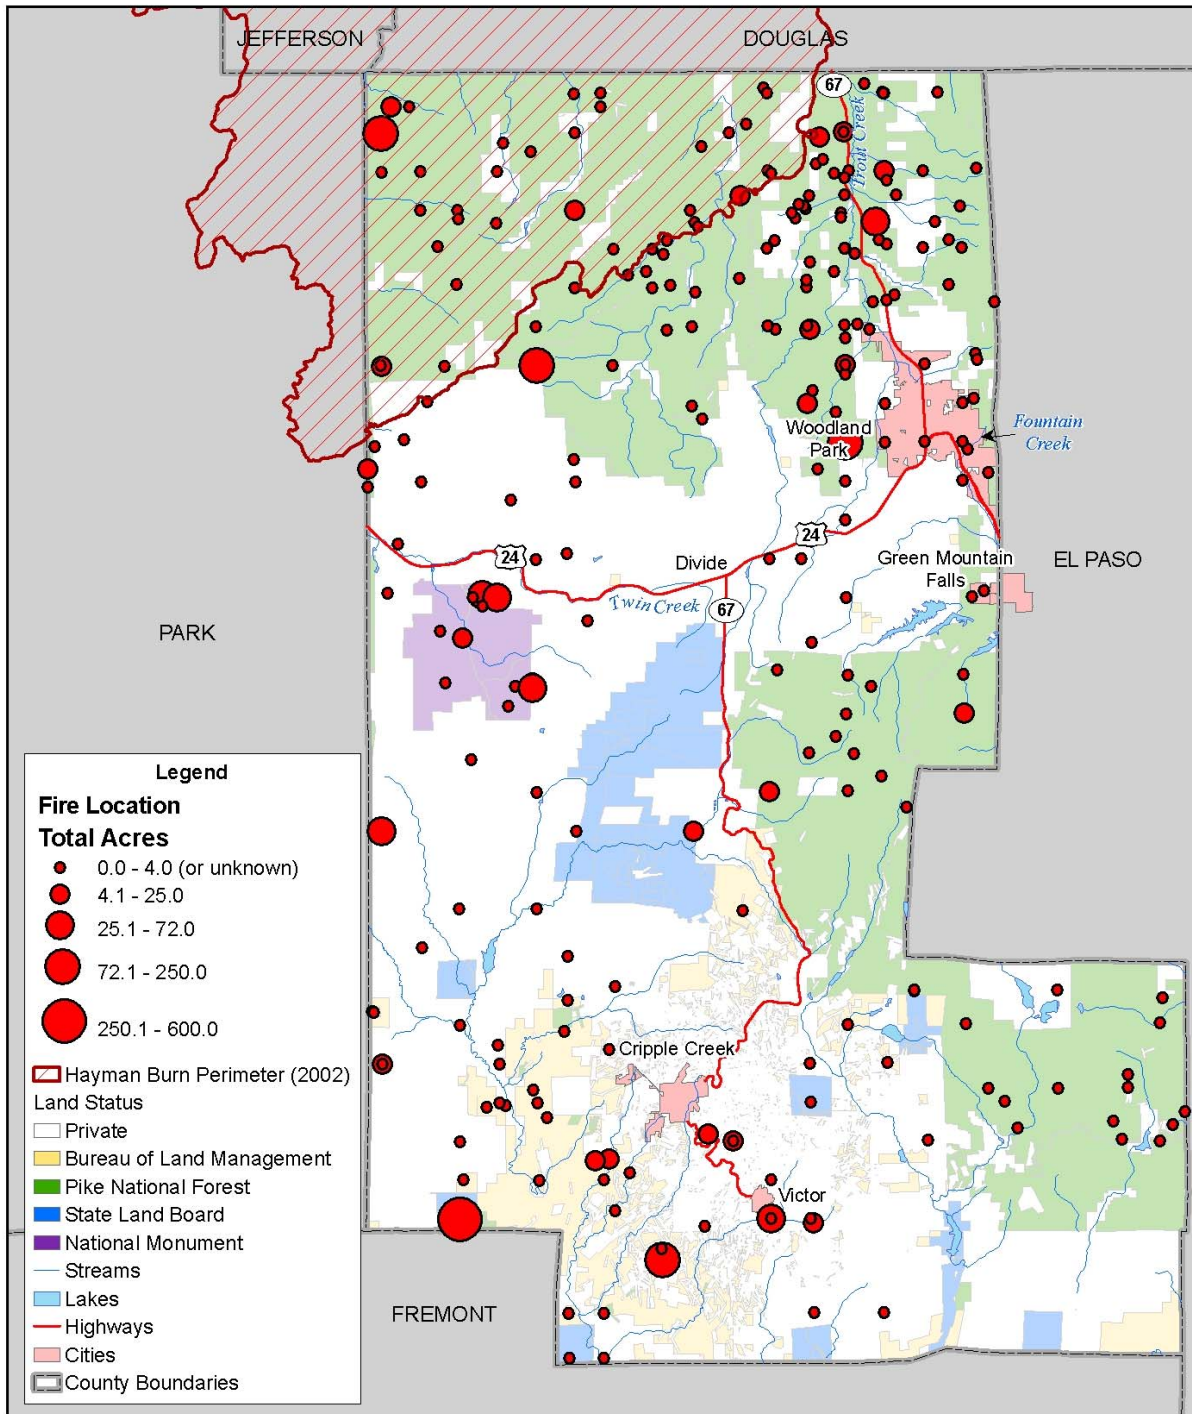 JEFFERSON
DOUGLAS
67
Trout Creek
Woodland
Park
Fountain
Creek
24
24
Divide
Green Mountain
Falls
EL PASO
Twin Creek
67
PARK
Legend
Fire Location
Total Acres
0.0 - 4.0 (or unknown)
4.1 - 25.0
25.1 - 72.0
72.1 - 250.0
250.1 - 600.0
Hayman Burn Perimeter (2002)
Land Status
Private
Bureau of Land Management
Pike National Forest
State Land Board
National Monument
Streams
Lakes
Highways
Cities
County Boundaries
Cripple Creek
Victor
FREMONT